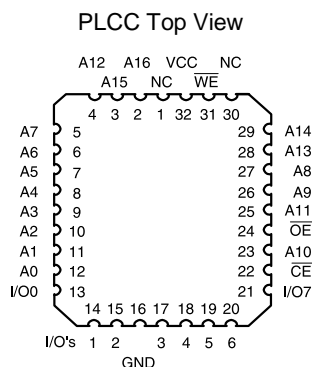 PLCC Top View
A12 A16 VCC NC
A15 NC W̅E̅
4 3 2 1 32 31 30
A7 5 29 A14
A6 6 28 A13
A5 7 27 A8
A4 8 26 A9
A3 9 25 A11
A2 10 24 O̅E̅
A1 11 23 A10
A0 12 22 C̅E̅
I/O0 13 21 I/O7
14 15 16 17 18 19 20
I/O's 1 2 3 4 5 6
GND